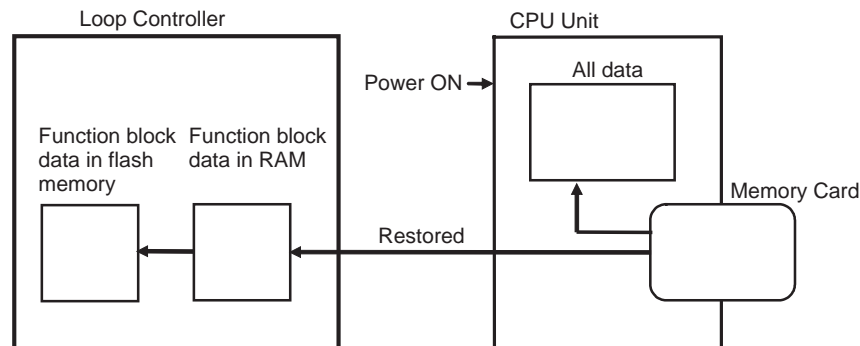 Loop Controller
CPU Unit
Power ON
All data
Function block
data in flash
memory
Function block
data in RAM
Memory Card
Restored